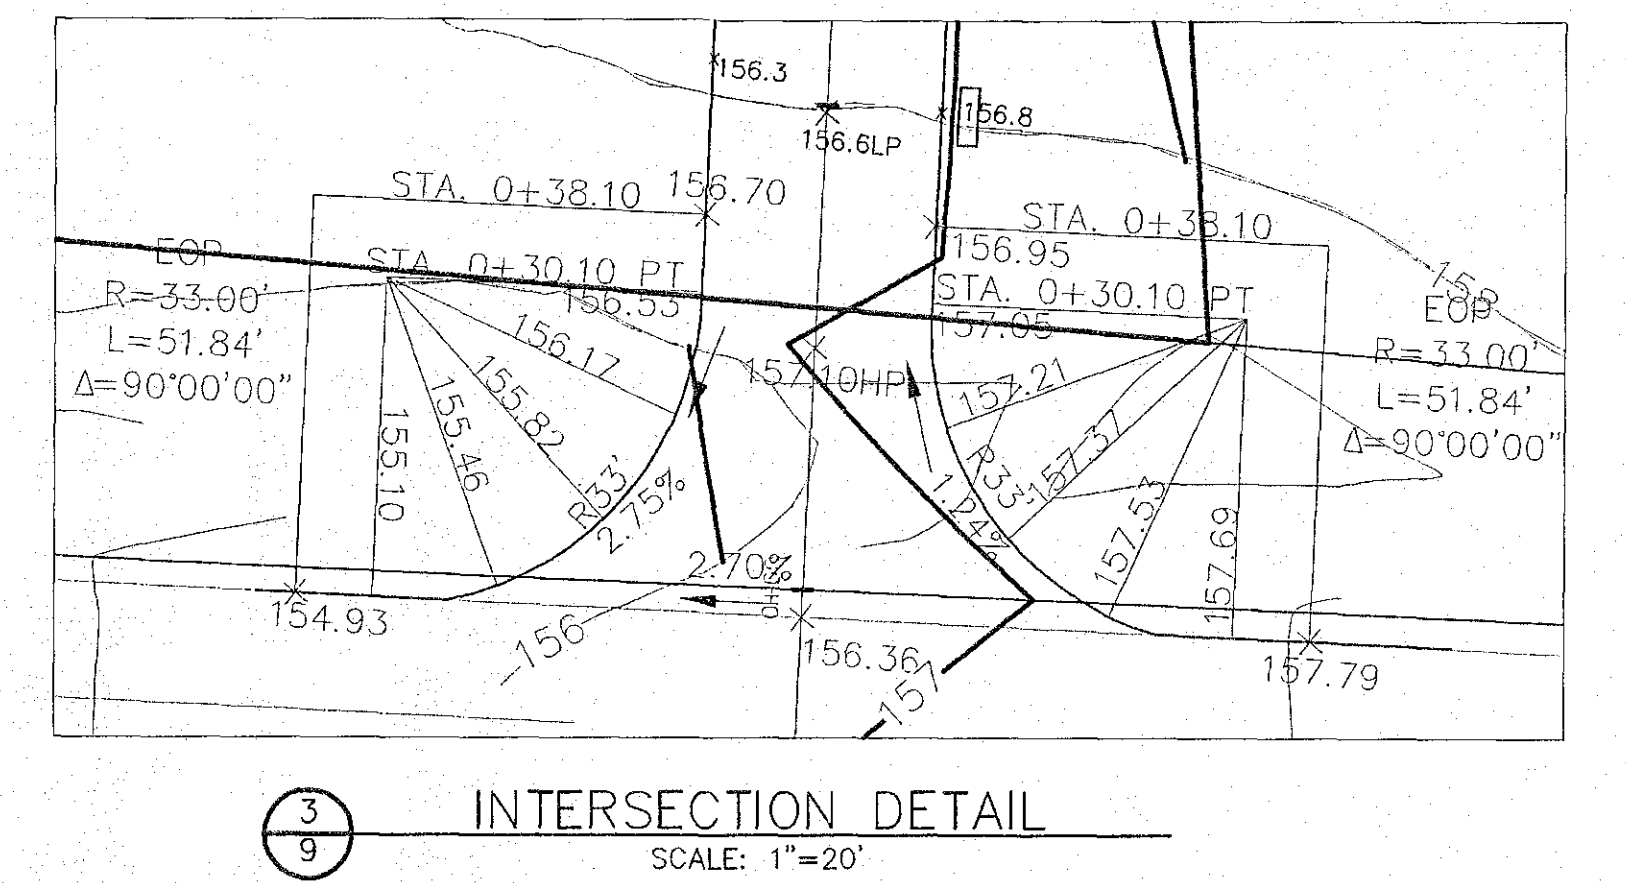 156.3
156.8
156.6LP
STA. 0+38.10
156.70
STA. 0+38.10
156.95
EOP
R=33.00'
L=51.84'
Δ=90°00'00"
STA. 0+30.10 PT
156.53
STA. 0+30.10 PT
157.05
158
EOP
R=33.00'
L=51.84'
Δ=90°00'00"
156.17
155.82
155.46
155.10
R33'
2.75%
157.10HP
157.21
157.37
157.53
157.69
R33'
1.24%
2.70%
154.93
156
156.36
157
157.79
3
9
INTERSECTION DETAIL
SCALE: 1"=20'